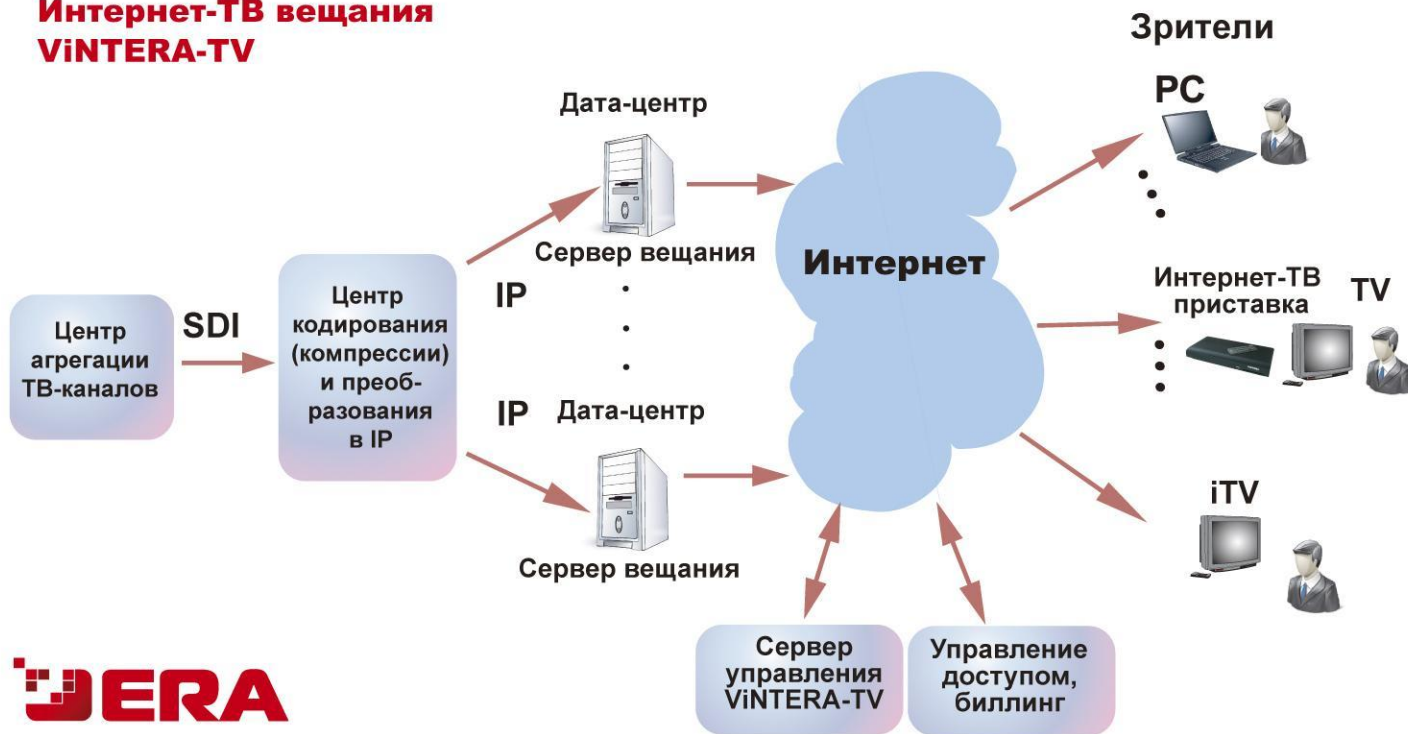 Интернет-ТВ вещания
ViNTERA-TV
Зрители
PC
Дата-центр
Сервер вещания
Интернет
Интернет-ТВ
приставка
TV
Центр
агрегации
ТВ-каналов
SDI
Центр
кодирования
(компрессии)
и преоб-
разования
в IP
IP
IP
Дата-центр
Сервер вещания
iTV
Сервер
управления
ViNTERA-TV
Управление
доступом,
биллинг
ERA